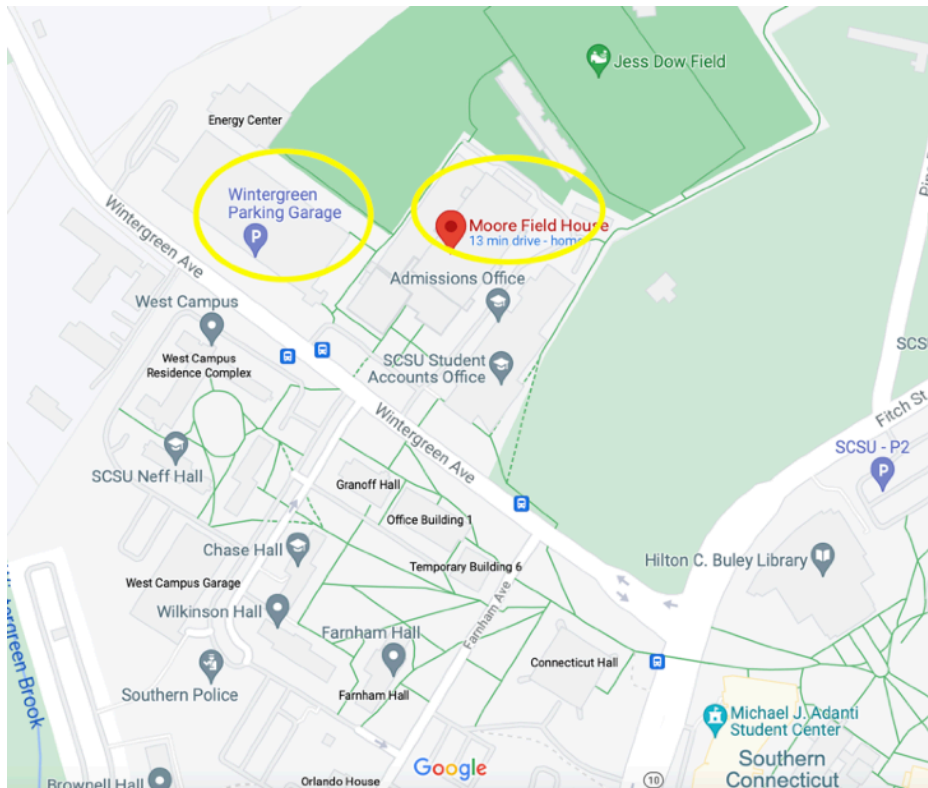 Jess Dow Field
Energy Center
Wintergreen
Parking Garage
P
Moore Field House
13 min drive - home
Wintergreen Ave
Admissions Office
West Campus
West Campus
Residence Complex
SCSU Student
Accounts Office
Wintergreen Ave
Fitch St
SCSU
SCSU - P2
P
SCSU Neff Hall
Granoff Hall
Office Building 1
Chase Hall
Temporary Building 6
Hilton C. Buley Library
West Campus Garage
Wilkinson Hall
Farnham Ave
Farnham Hall
Connecticut Hall
Southern Police
Farnham Hall
Michael J. Adanti
Student Center
Southern
Connecticut
Google
10
Orlando House
Brownell Hall